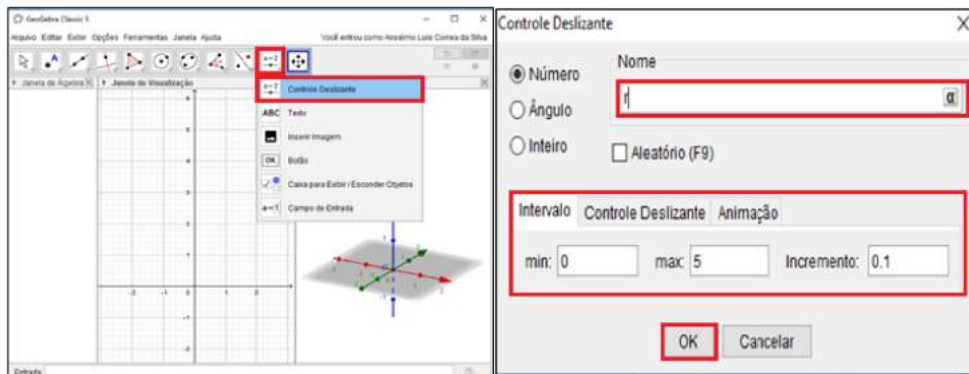 GeoGebra Classic 5
Arquivo Editar Exibir Opções Ferramentas Janela Ajuda
Você entrou como Anselmo Luis Correa da Silva
Janela de Álgebra
Janela de Visualização
a=2
Controle Deslizante
ABC Texto
Inserir Imagem
OK Botão
Caixa para Exibir / Esconder Objetos
a=1 Campo de Entrada
Entrada:
Controle Deslizante
Número
Ângulo
Inteiro
Nome
r
α
Aleatório (F9)
Intervalo Controle Deslizante Animação
min: 0 max: 5 Incremento: 0.1
OK Cancelar